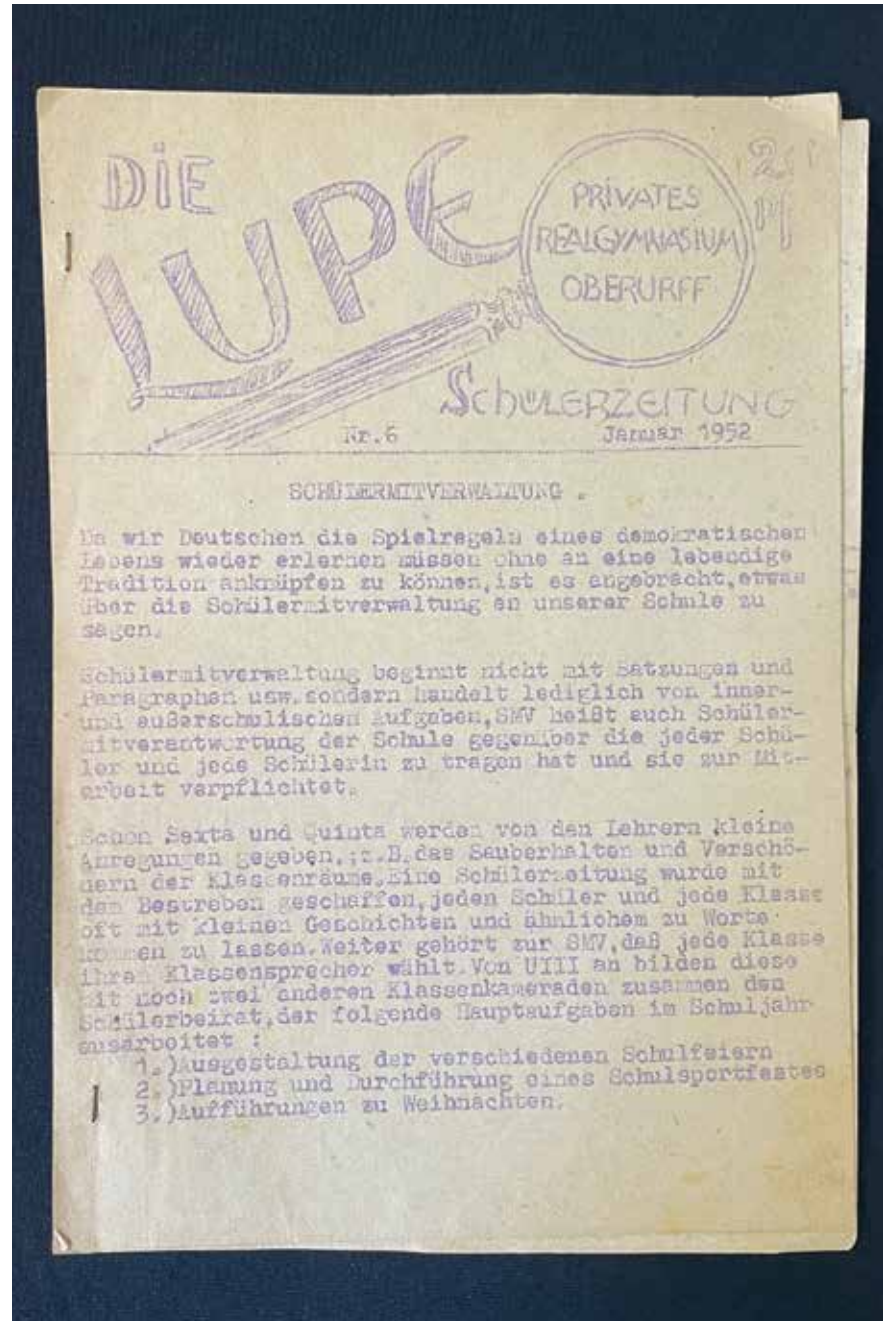 DIE
LUPE
PRIVATES
REALGYMNASIUM
OBERURFF
SCHÜLERZEITUNG
Nr.6 Januar 1952
SCHÜLERMITVERWALTUNG .
Da wir Deutschen die Spielregeln eines demokratischen
Lebens wieder erlernen müssen ohne an eine lebendige
Tradition anknüpfen zu können,ist es angebracht,etwas
über die Schülermitverwaltung an unserer Schule zu
sagen.
Schülermitverwaltung beginnt nicht mit Satzungen und
Paragraphen usw.sondern handelt lediglich von inner-
und außerschulischen Aufgaben,SMV heißt auch Schüler-
mitverantwortung der Schule gegenüber die jeder Schü-
ler und jede Schülerin zu tragen hat und sie zur Mit-
arbeit verpflichtet.
Schon Sexta und Quinta werden von den Lehrern kleine
Anregungen gegeben,;z.B.das Sauberhalten und Verschö-
nern der Klassenräume,Eine Schülerzeitung wurde mit
dem Bestreben geschaffen,jeden Schüler und jede Klasse
oft mit kleinen Geschichten und ähnlichem zu Worte
kommen zu lassen.Weiter gehört zur SMV,daß jede Klasse
ihren Klassensprecher wählt.Von UIII an bilden diese
mit noch zwei anderen Klassenkameraden zusammen den
Schülerbeirat,der folgende Hauptaufgaben im Schuljahr
ausarbeitet :
1.)Ausgestaltung der verschiedenen Schulfeiern
2.)Planung und Durchführung eines Schulsportfestes
3.)Aufführungen zu Weihnachten.